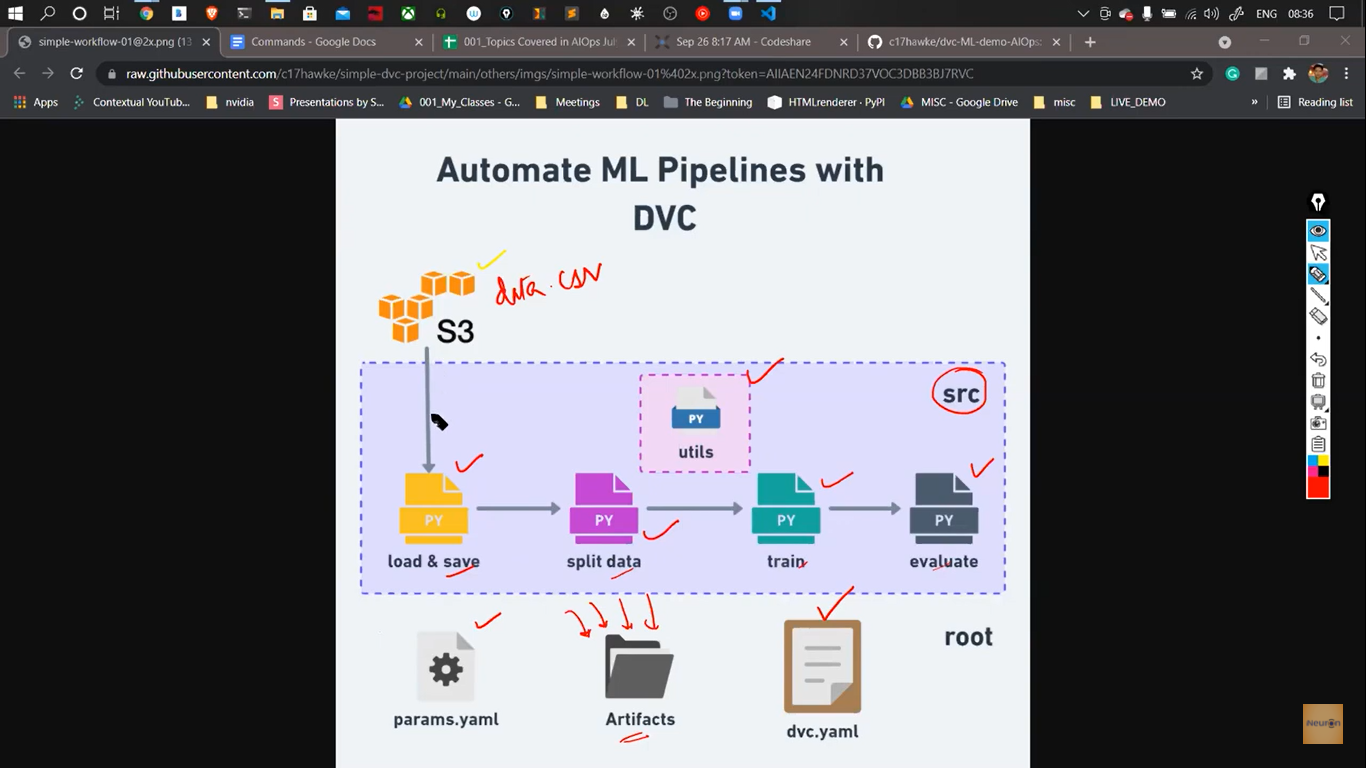 ENG 08:36
simple-workflow-01@2x.png (13 Commands - Google Docs 001_Topics Covered in AIOps Jul Sep 26 8:17 AM - Codeshare c17hawke/dvc-ML-demo-AIOps:
raw.githubusercontent.com/c17hawke/simple-dvc-project/main/others/imgs/simple-workflow-01%402x.png?token=AIIAEN24FDNRD37VOC3DBB3BJ7RVC
Apps Contextual YouTub... nvidia Presentations by S... 001_My_Classes - G... Meetings DL The Beginning HTMLrenderer · PyPI MISC - Google Drive misc LIVE_DEMO » Reading list
Automate ML Pipelines with
DVC
data.csv
S3
src
PY
utils
PY PY PY PY
load & save split data train evaluate
root
params.yaml Artifacts dvc.yaml
Neuron